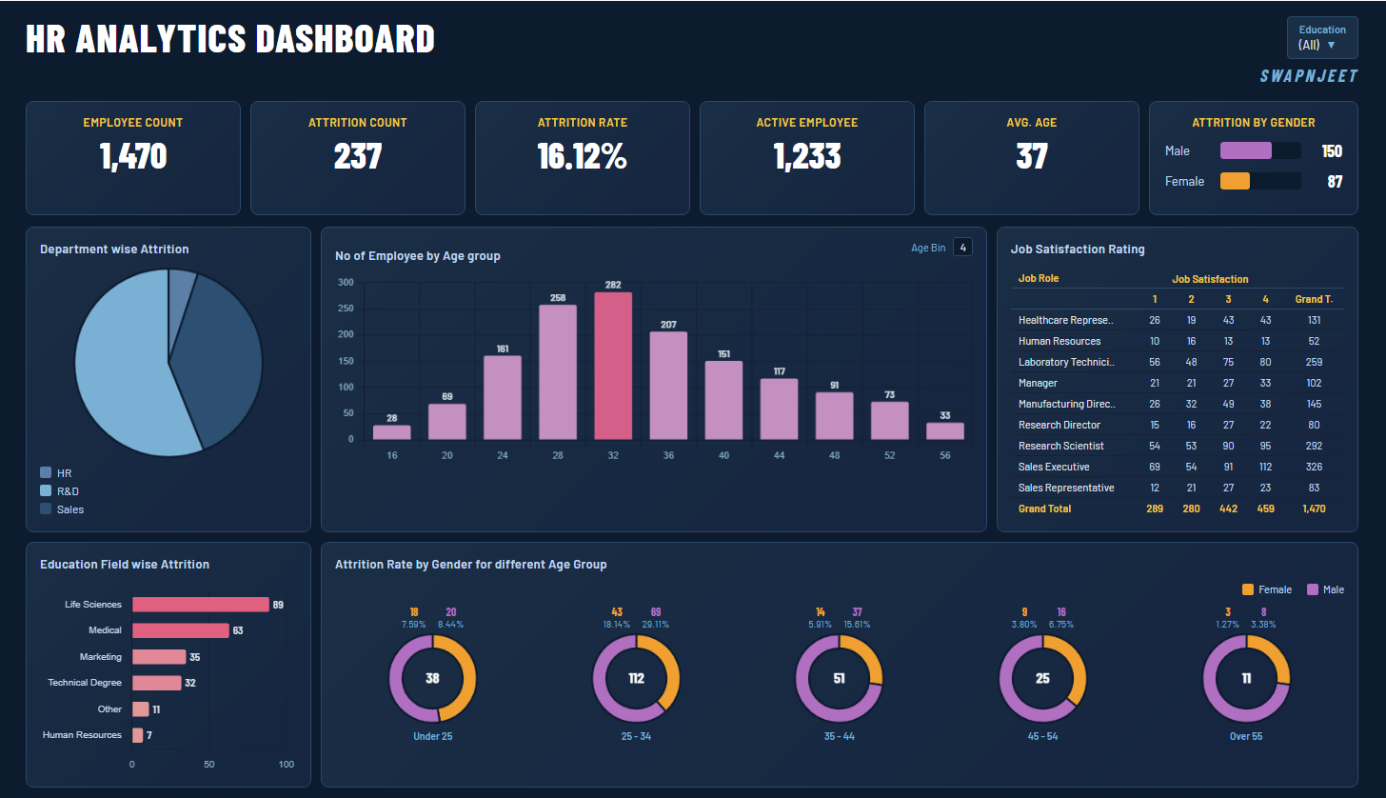 HR ANALYTICS DASHBOARD
Education
(All) ▼
SWAPNJEET
EMPLOYEE COUNT
1,470
ATTRITION COUNT
237
ATTRITION RATE
16.12%
ACTIVE EMPLOYEE
1,233
AVG. AGE
37
ATTRITION BY GENDER
Male 150
Female 87
Department wise Attrition
HR
R&D
Sales
No of Employee by Age group
Age Bin 4
300
250
200
150
100
50
0
28 69 161 258 282 207 151 117 91 73 33
16 20 24 28 32 36 40 44 48 52 56
Job Satisfaction Rating
Job Role Job Satisfaction
1 2 3 4 Grand T.
Healthcare Represe.. 26 19 43 43 131
Human Resources 10 16 13 13 52
Laboratory Technici.. 56 48 75 80 259
Manager 21 21 27 33 102
Manufacturing Direc.. 26 32 49 38 145
Research Director 15 16 27 22 80
Research Scientist 54 53 90 95 292
Sales Executive 69 54 91 112 326
Sales Representative 12 21 27 23 83
Grand Total 289 280 442 459 1,470
Education Field wise Attrition
Life Sciences 89
Medical 63
Marketing 35
Technical Degree 32
Other 11
Human Resources 7
0 50 100
Attrition Rate by Gender for different Age Group
Female Male
18 20 43 69 14 37 9 16 3 8
7.59% 8.44% 18.14% 29.11% 5.91% 15.61% 3.80% 6.75% 1.27% 3.38%
38 112 51 25 11
Under 25 25 - 34 35 - 44 45 - 54 Over 55